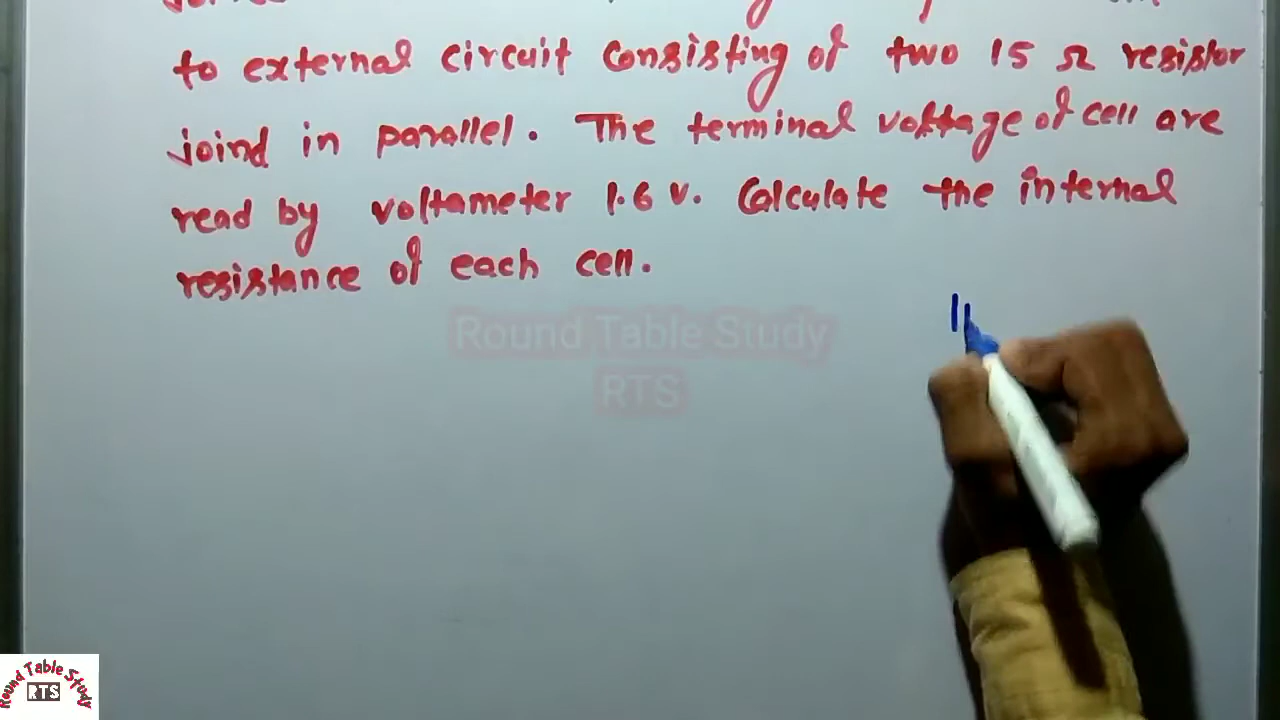 to external circuit consisting of two 15 Ω resistor
joind in parallel. The terminal voltage of cell are
read by voltameter 1.6 v. Calculate the internal
resistance of each cell.
Round Table Study
RTS
Round Table Study
RTS